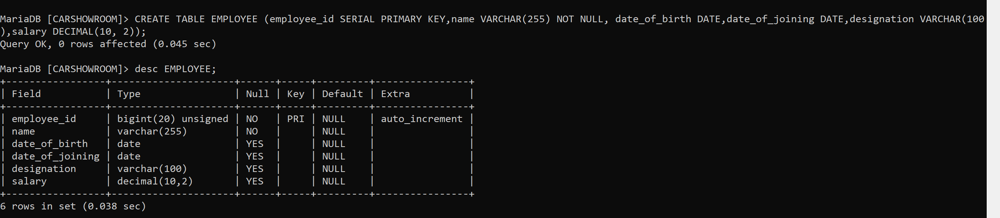 MariaDB [CARSHOWROOM]> CREATE TABLE EMPLOYEE (employee_id SERIAL PRIMARY KEY,name VARCHAR(255) NOT NULL, date_of_birth DATE,date_of_joining DATE,designation VARCHAR(100
),salary DECIMAL(10, 2));
Query OK, 0 rows affected (0.045 sec)

MariaDB [CARSHOWROOM]> desc EMPLOYEE;
+-----------------+---------------------+------+-----+---------+----------------+
| Field           | Type                | Null | Key | Default | Extra          |
+-----------------+---------------------+------+-----+---------+----------------+
| employee_id     | bigint(20) unsigned | NO   | PRI | NULL    | auto_increment |
| name            | varchar(255)        | NO   |     | NULL    |                |
| date_of_birth   | date                | YES  |     | NULL    |                |
| date_of_joining | date                | YES  |     | NULL    |                |
| designation     | varchar(100)        | YES  |     | NULL    |                |
| salary          | decimal(10,2)       | YES  |     | NULL    |                |
+-----------------+---------------------+------+-----+---------+----------------+
6 rows in set (0.038 sec)